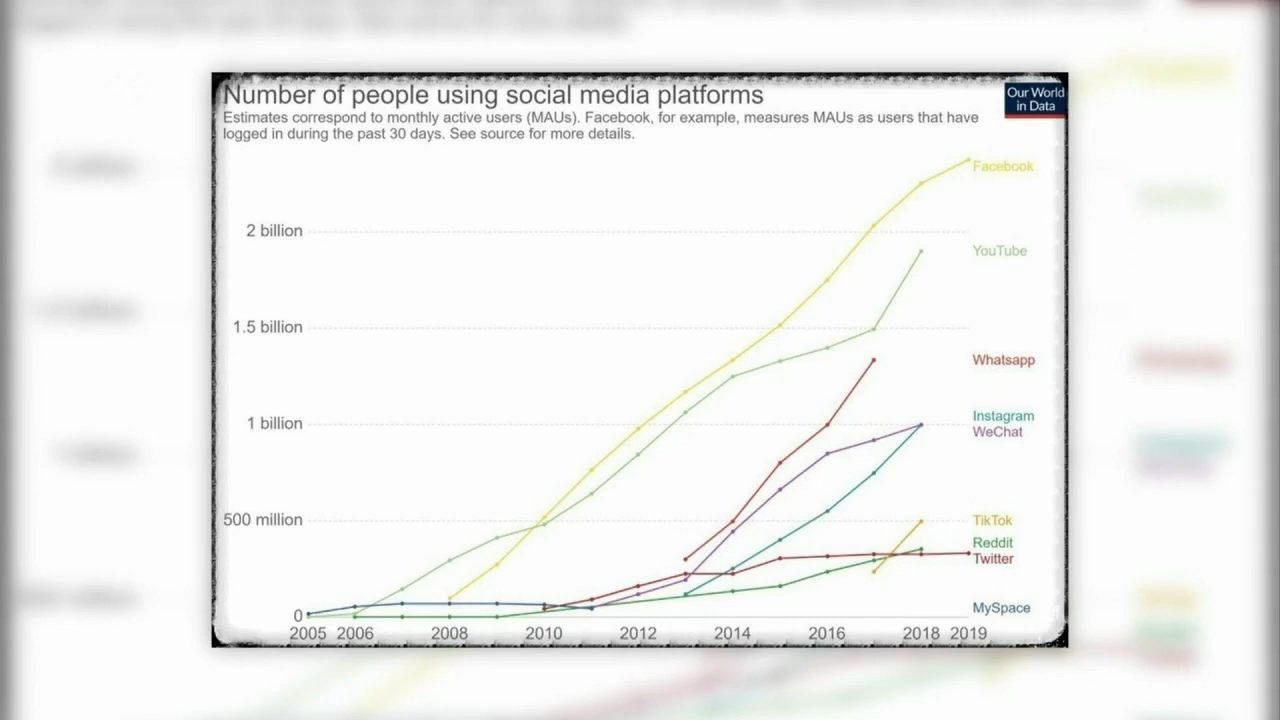 Number of people using social media platforms
Our World
in Data
Estimates correspond to monthly active users (MAUs). Facebook, for example, measures MAUs as users that have
logged in during the past 30 days. See source for more details.
Facebook
2 billion
YouTube
1.5 billion
Whatsapp
Instagram
1 billion
WeChat
500 million
TikTok
Reddit
Twitter
MySpace
0
2005 2006 2008 2010 2012 2014 2016 2018 2019